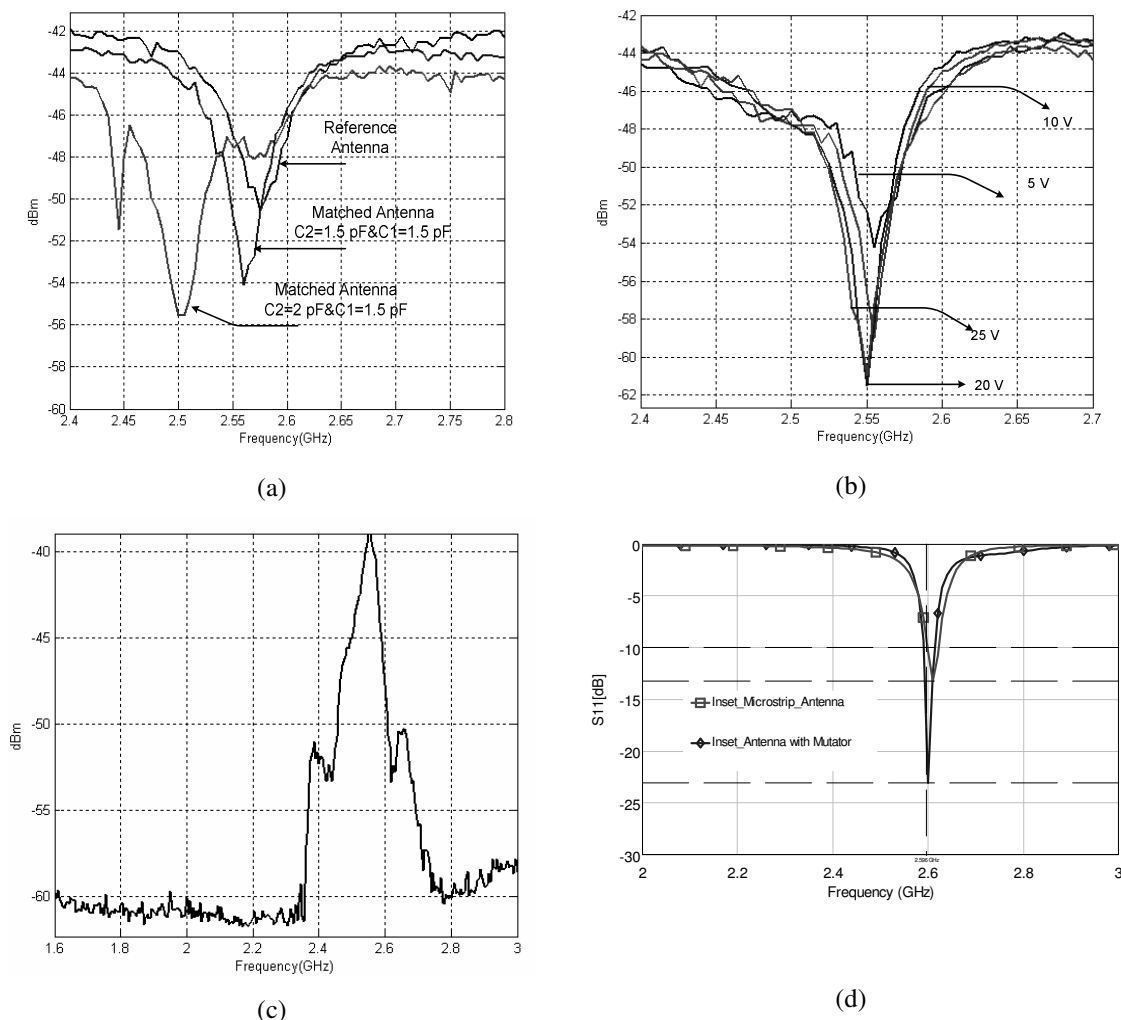 -42
-44
-46
-48
-50
-52
-54
-56
-58
-60
dBm
Reference
Antenna
Matched Antenna
C2=1.5 pF&C1=1.5 pF
Matched Antenna
C2=2 pF&C1=1.5 pF
2.4 2.45 2.5 2.55 2.6 2.65 2.7 2.75 2.8
Frequency(GHz)
(a)
-42
-44
-46
-48
-50
-52
-54
-56
-58
-60
-62
dBm
10 V
5 V
25 V
20 V
2.4 2.45 2.5 2.55 2.6 2.65 2.7
Frequency(GHz)
(b)
-40
-45
-50
-55
-60
dBm
1.6 1.8 2 2.2 2.4 2.6 2.8 3
Frequency(GHz)
(c)
0
-5
-10
-15
-20
-25
-30
S11[dB]
Inset_Microstrip_Antenna
Inset_Antenna with Mutator
2.596 GHz
2 2.2 2.4 2.6 2.8 3
Frequency (GHz)
(d)